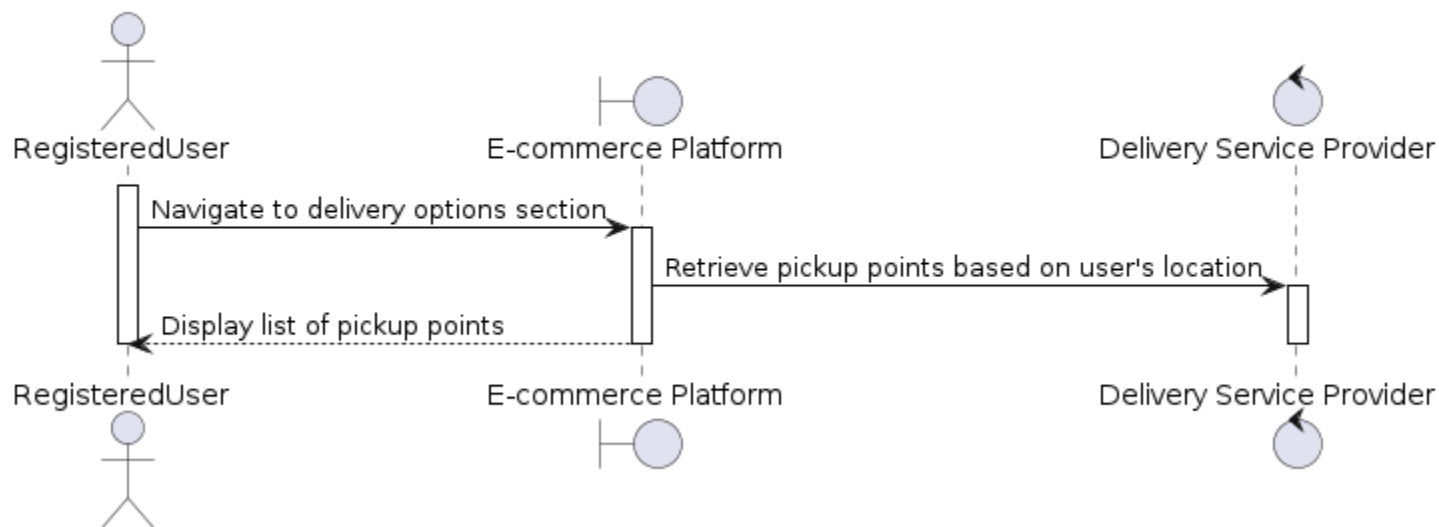 RegisteredUser
E-commerce Platform
Delivery Service Provider
Navigate to delivery options section
Retrieve pickup points based on user's location
Display list of pickup points
RegisteredUser
E-commerce Platform
Delivery Service Provider